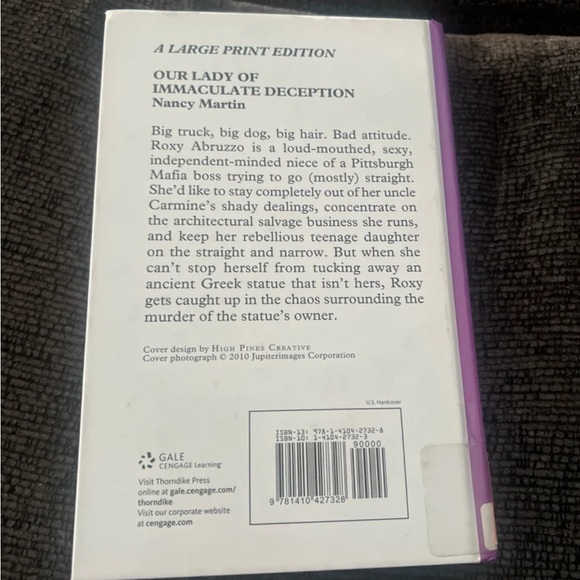 A LARGE PRINT EDITION
OUR LADY OF
IMMACULATE DECEPTION
Nancy Martin
Big truck, big dog, big hair. Bad attitude.
Roxy Abruzzo is a loud-mouthed, sexy,
independent-minded niece of a Pittsburgh
Mafia boss trying to go (mostly) straight.
She'd like to stay completely out of her uncle
Carmine's shady dealings, concentrate on
the architectural salvage business she runs,
and keep her rebellious teenage daughter
on the straight and narrow. But when she
can't stop herself from tucking away an
ancient Greek statue that isn't hers, Roxy
gets caught up in the chaos surrounding the
murder of the statue's owner.
Cover design by HIGH PINES CREATIVE
Cover photograph © 2010 Jupiterimages Corporation
U.S. Hardcover
ISBN-13: 978-1-4104-2732-8
ISBN-10: 1-4104-2732-3
90000
9 781410 427328
GALE
CENGAGE Learning
Visit Thorndike Press
online at gale.cengage.com/
thorndike
Visit our corporate website
at cengage.com